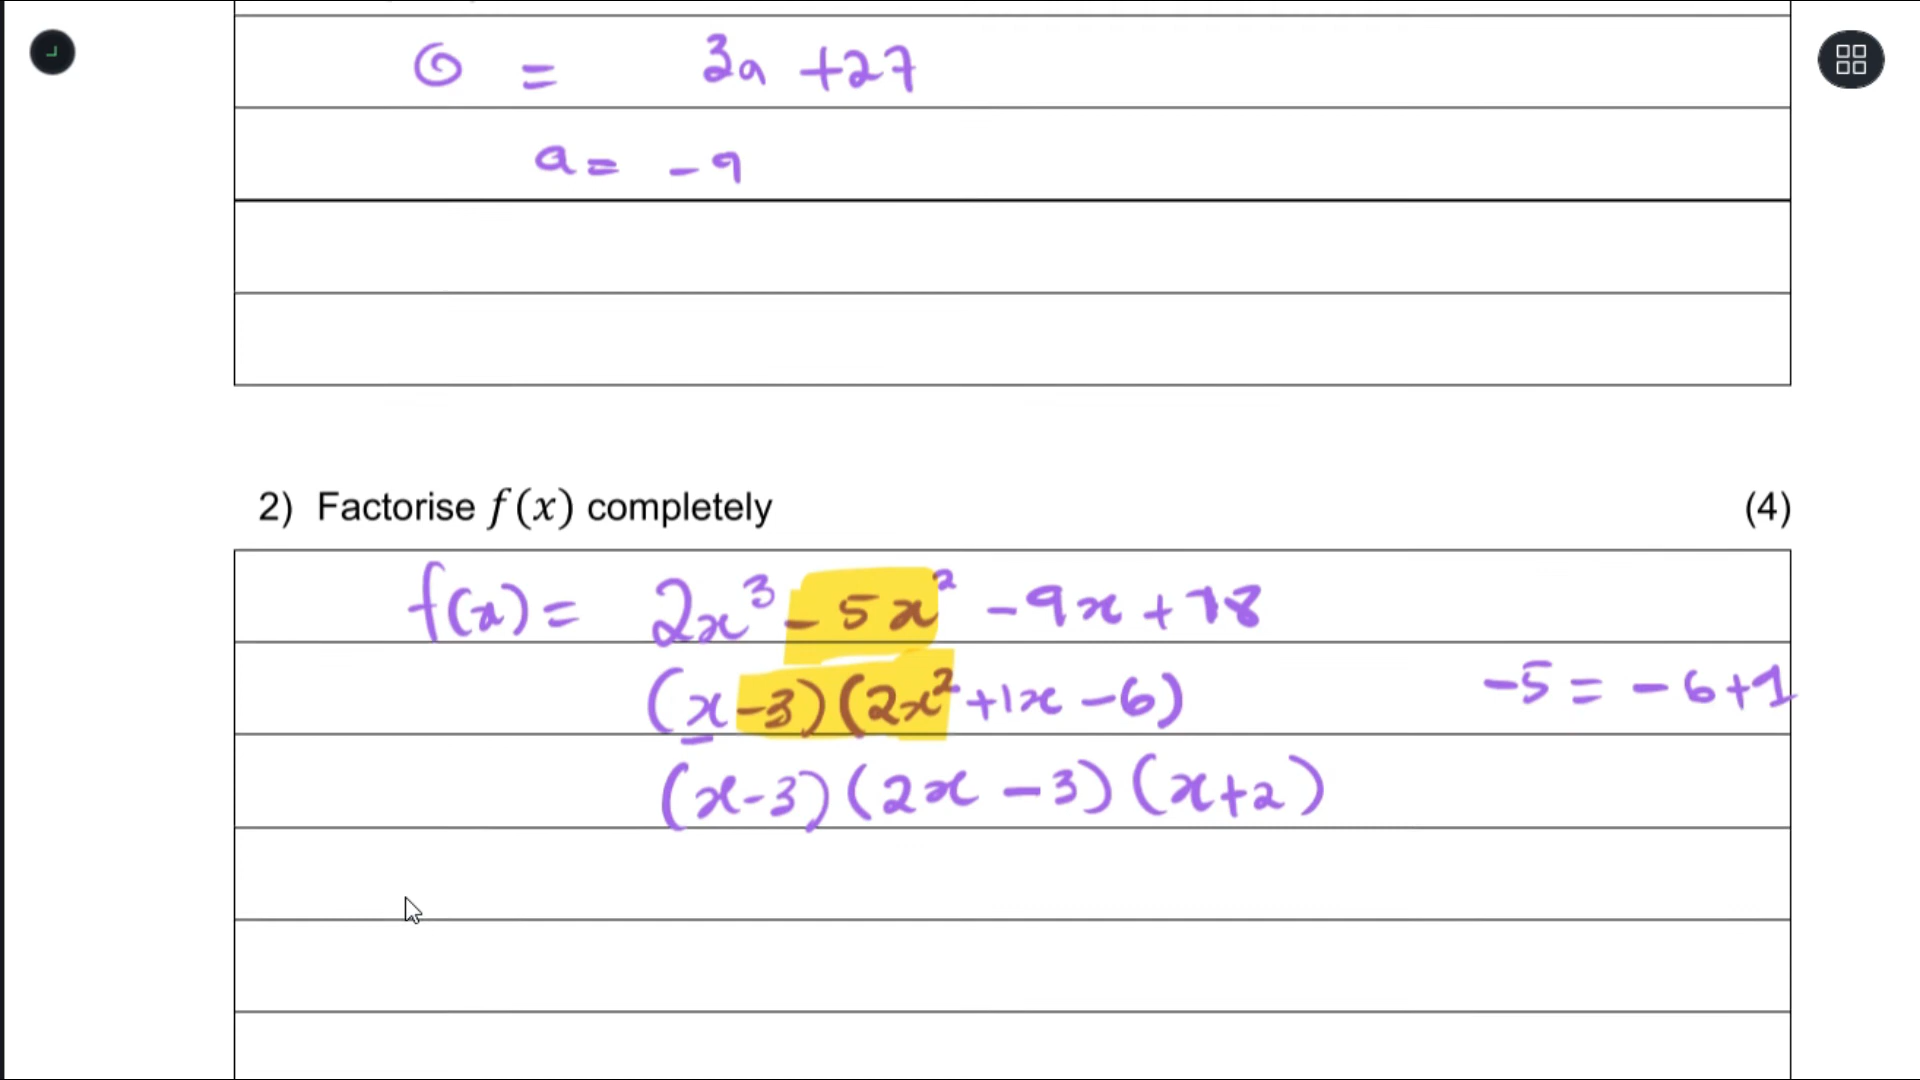 0 = 3a +27
a = -9
2) Factorise f(x) completely (4)
f(x) = 2x³ - 5x² - 9x + 18
(x - 3)(2x² + 1x - 6) -5 = -6+1
(x-3)(2x - 3)(x+2)